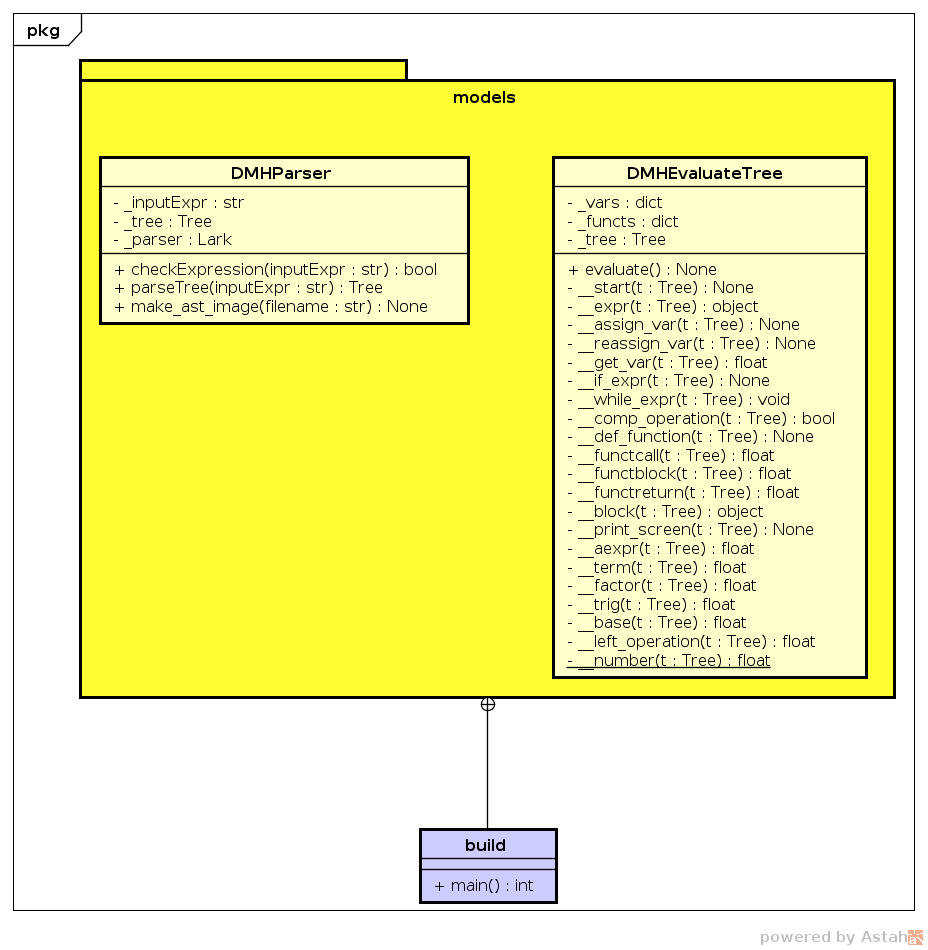 pkg
models
DMHParser
- _inputExpr : str
- _tree : Tree
- _parser : Lark
+ checkExpression(inputExpr : str) : bool
+ parseTree(inputExpr : str) : Tree
+ make_ast_image(filename : str) : None
DMHEvaluateTree
- _vars : dict
- _functs : dict
- _tree : Tree
+ evaluate() : None
- __start(t : Tree) : None
- __expr(t : Tree) : object
- __assign_var(t : Tree) : None
- __reassign_var(t : Tree) : None
- __get_var(t : Tree) : float
- __if_expr(t : Tree) : None
- __while_expr(t : Tree) : void
- __comp_operation(t : Tree) : bool
- __def_function(t : Tree) : None
- __functcall(t : Tree) : float
- __functblock(t : Tree) : float
- __functreturn(t : Tree) : float
- __block(t : Tree) : object
- __print_screen(t : Tree) : None
- __aexpr(t : Tree) : float
- __term(t : Tree) : float
- __factor(t : Tree) : float
- __trig(t : Tree) : float
- __base(t : Tree) : float
- __left_operation(t : Tree) : float
- __number(t : Tree) : float
build
+ main() : int
powered by Astah